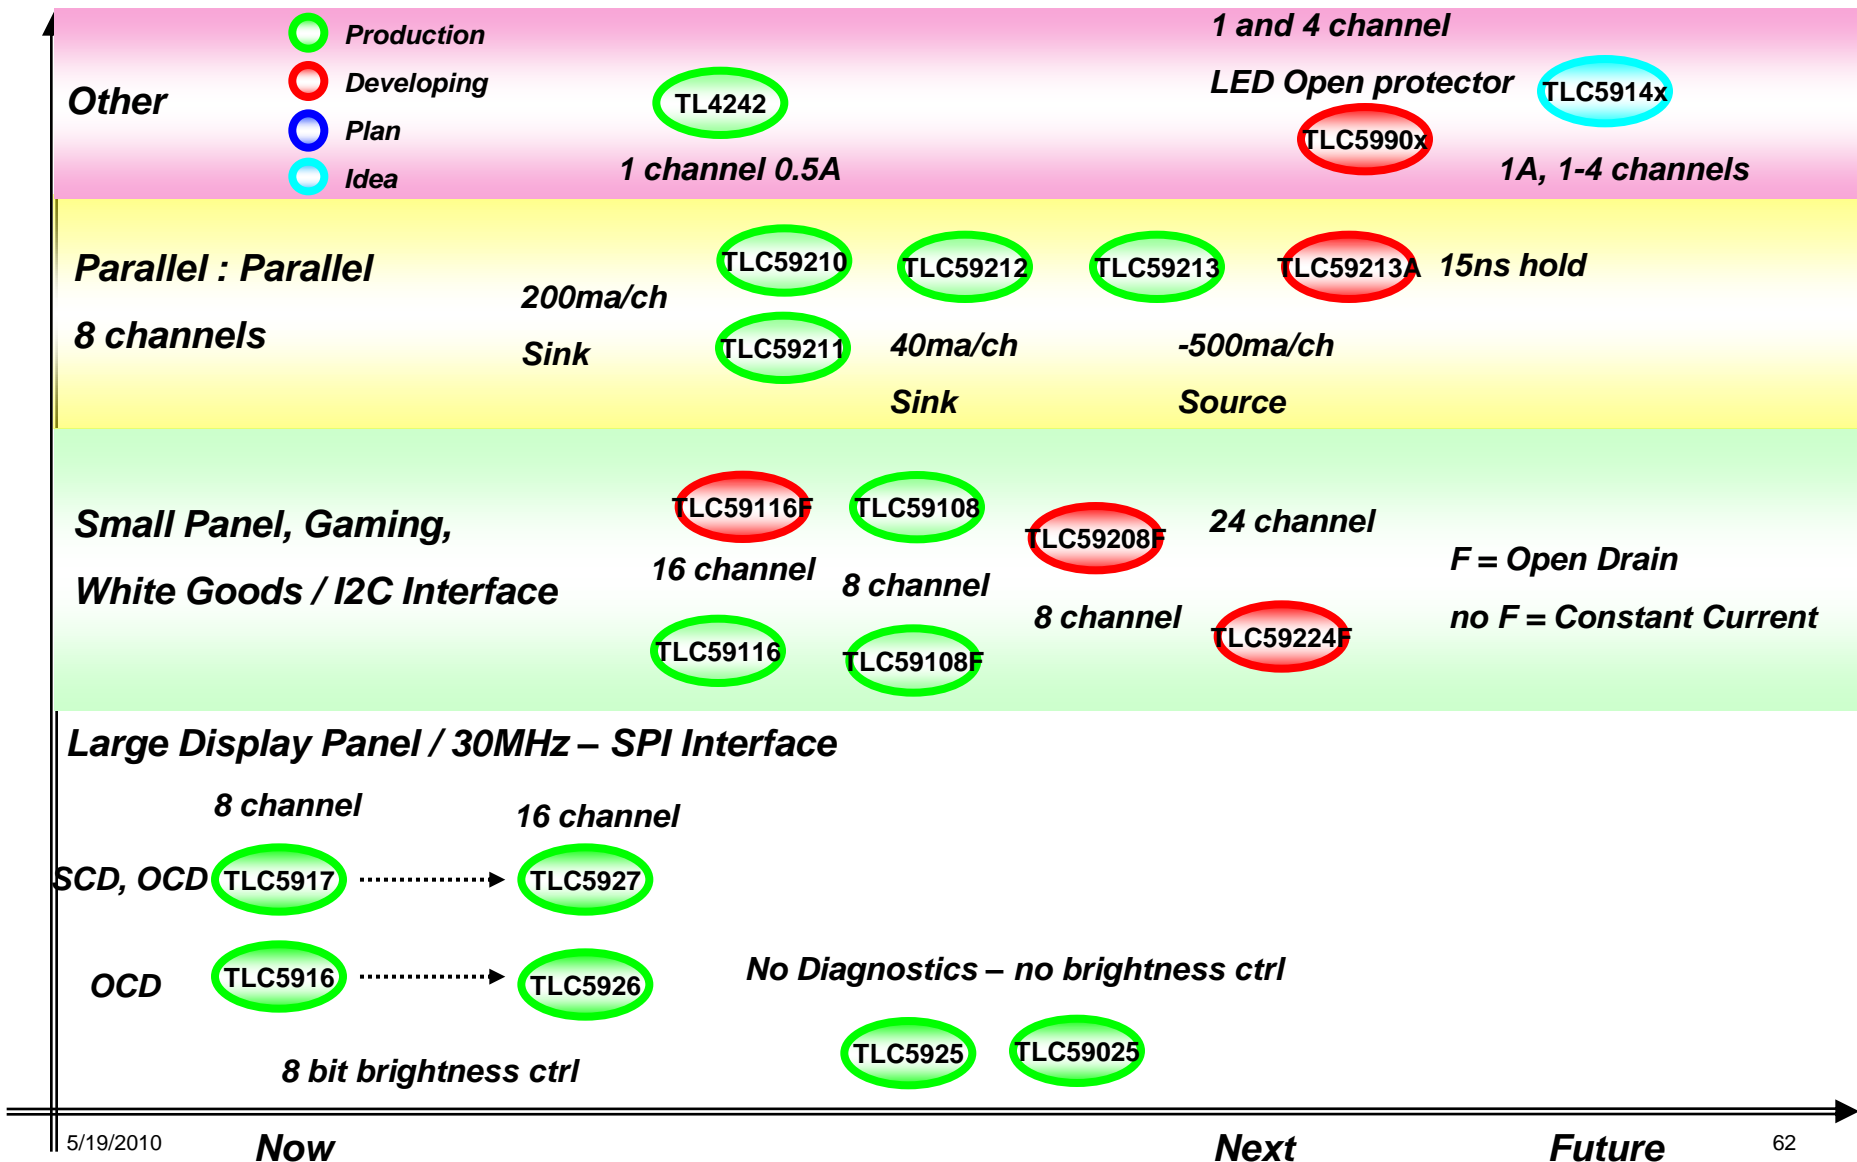 Production
Developing
Plan
Idea
Other
TL4242
1 channel 0.5A
1 and 4 channel
LED Open protector
TLC5990x
TLC5914x
1A, 1-4 channels
Parallel : Parallel
8 channels
200ma/ch
Sink
TLC59210
TLC59211
TLC59212
40ma/ch
Sink
TLC59213
-500ma/ch
Source
TLC59213A
15ns hold
Small Panel, Gaming,
White Goods / I2C Interface
TLC59116F
16 channel
TLC59116
TLC59108
8 channel
TLC59108F
TLC59208F
8 channel
24 channel
TLC59224F
F = Open Drain
no F = Constant Current
Large Display Panel / 30MHz – SPI Interface
8 channel
16 channel
SCD, OCD
TLC5917
TLC5927
OCD
TLC5916
TLC5926
8 bit brightness ctrl
No Diagnostics – no brightness ctrl
TLC5925
TLC59025
5/19/2010
Now
Next
Future
62